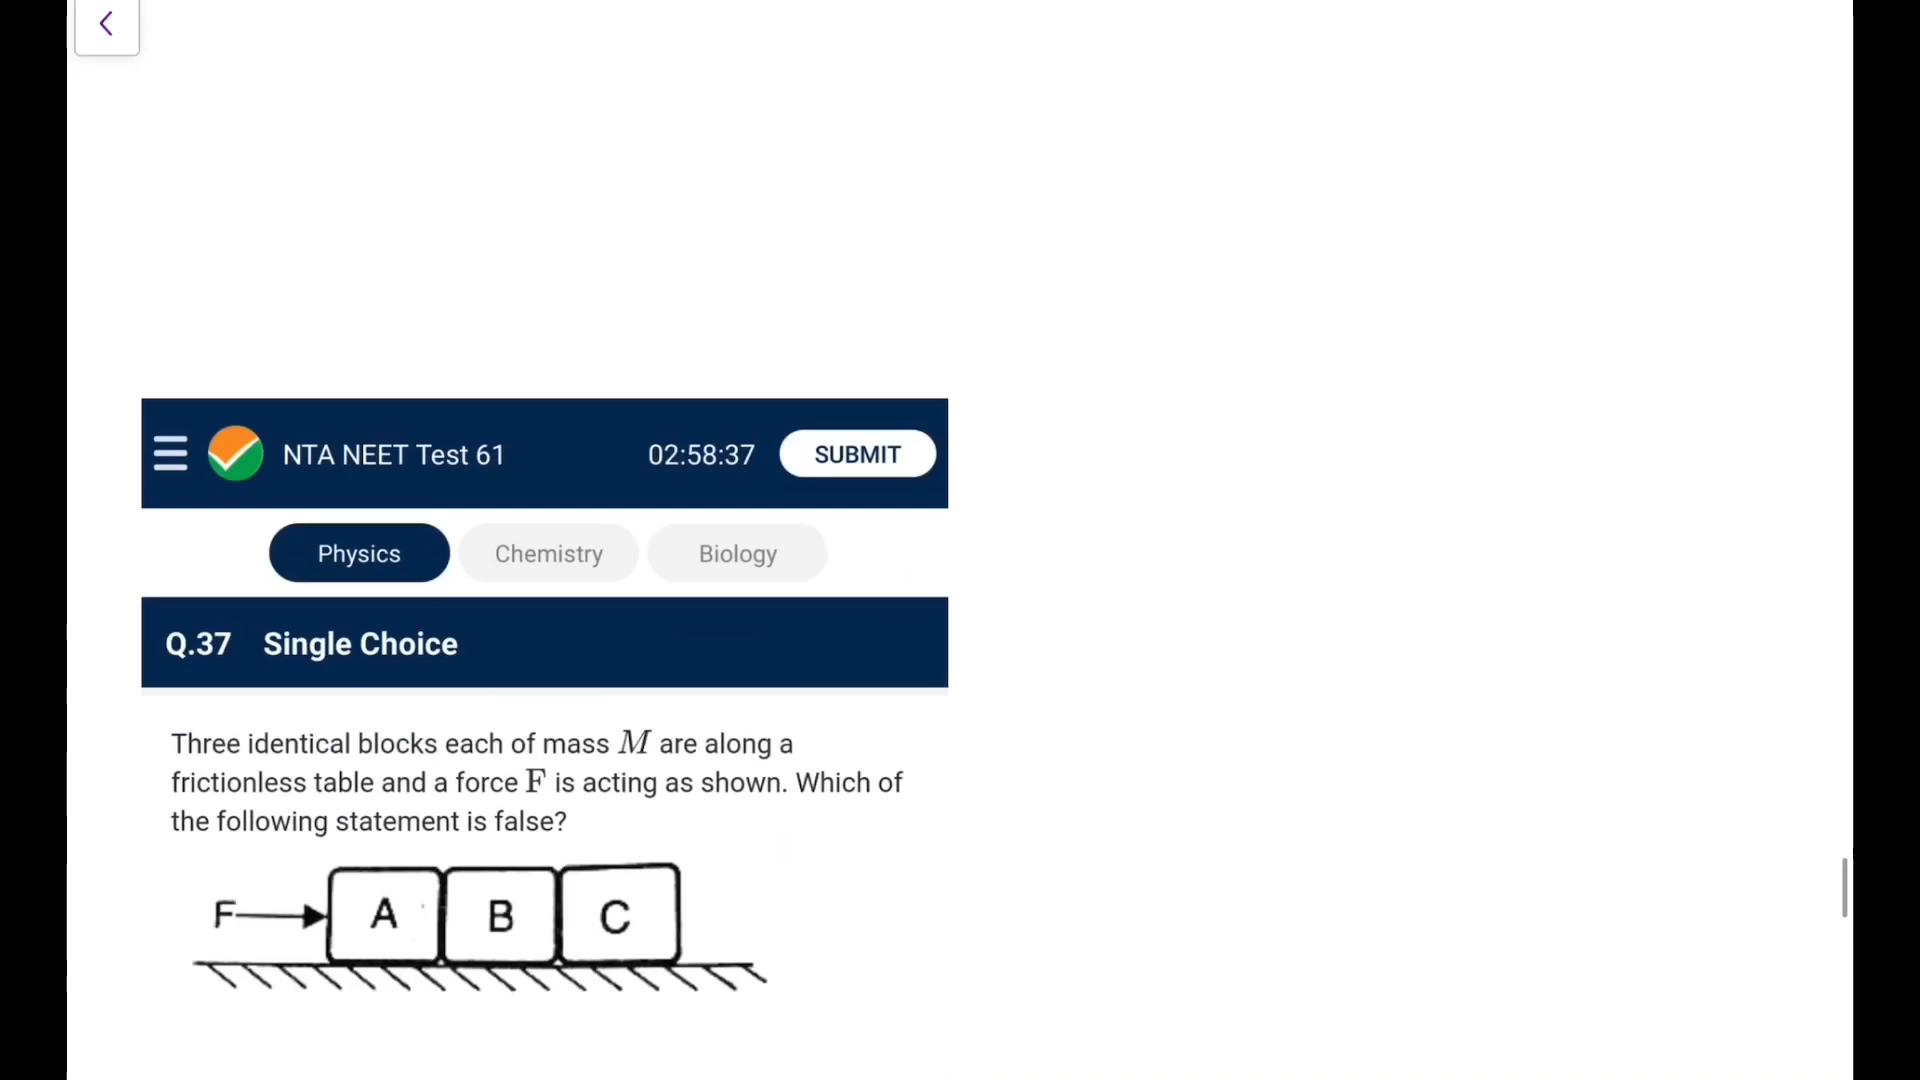 NTA NEET Test 61 02:58:37 SUBMIT
Physics Chemistry Biology
Q.37 Single Choice
Three identical blocks each of mass M are along a
frictionless table and a force F is acting as shown. Which of
the following statement is false?
F A B C